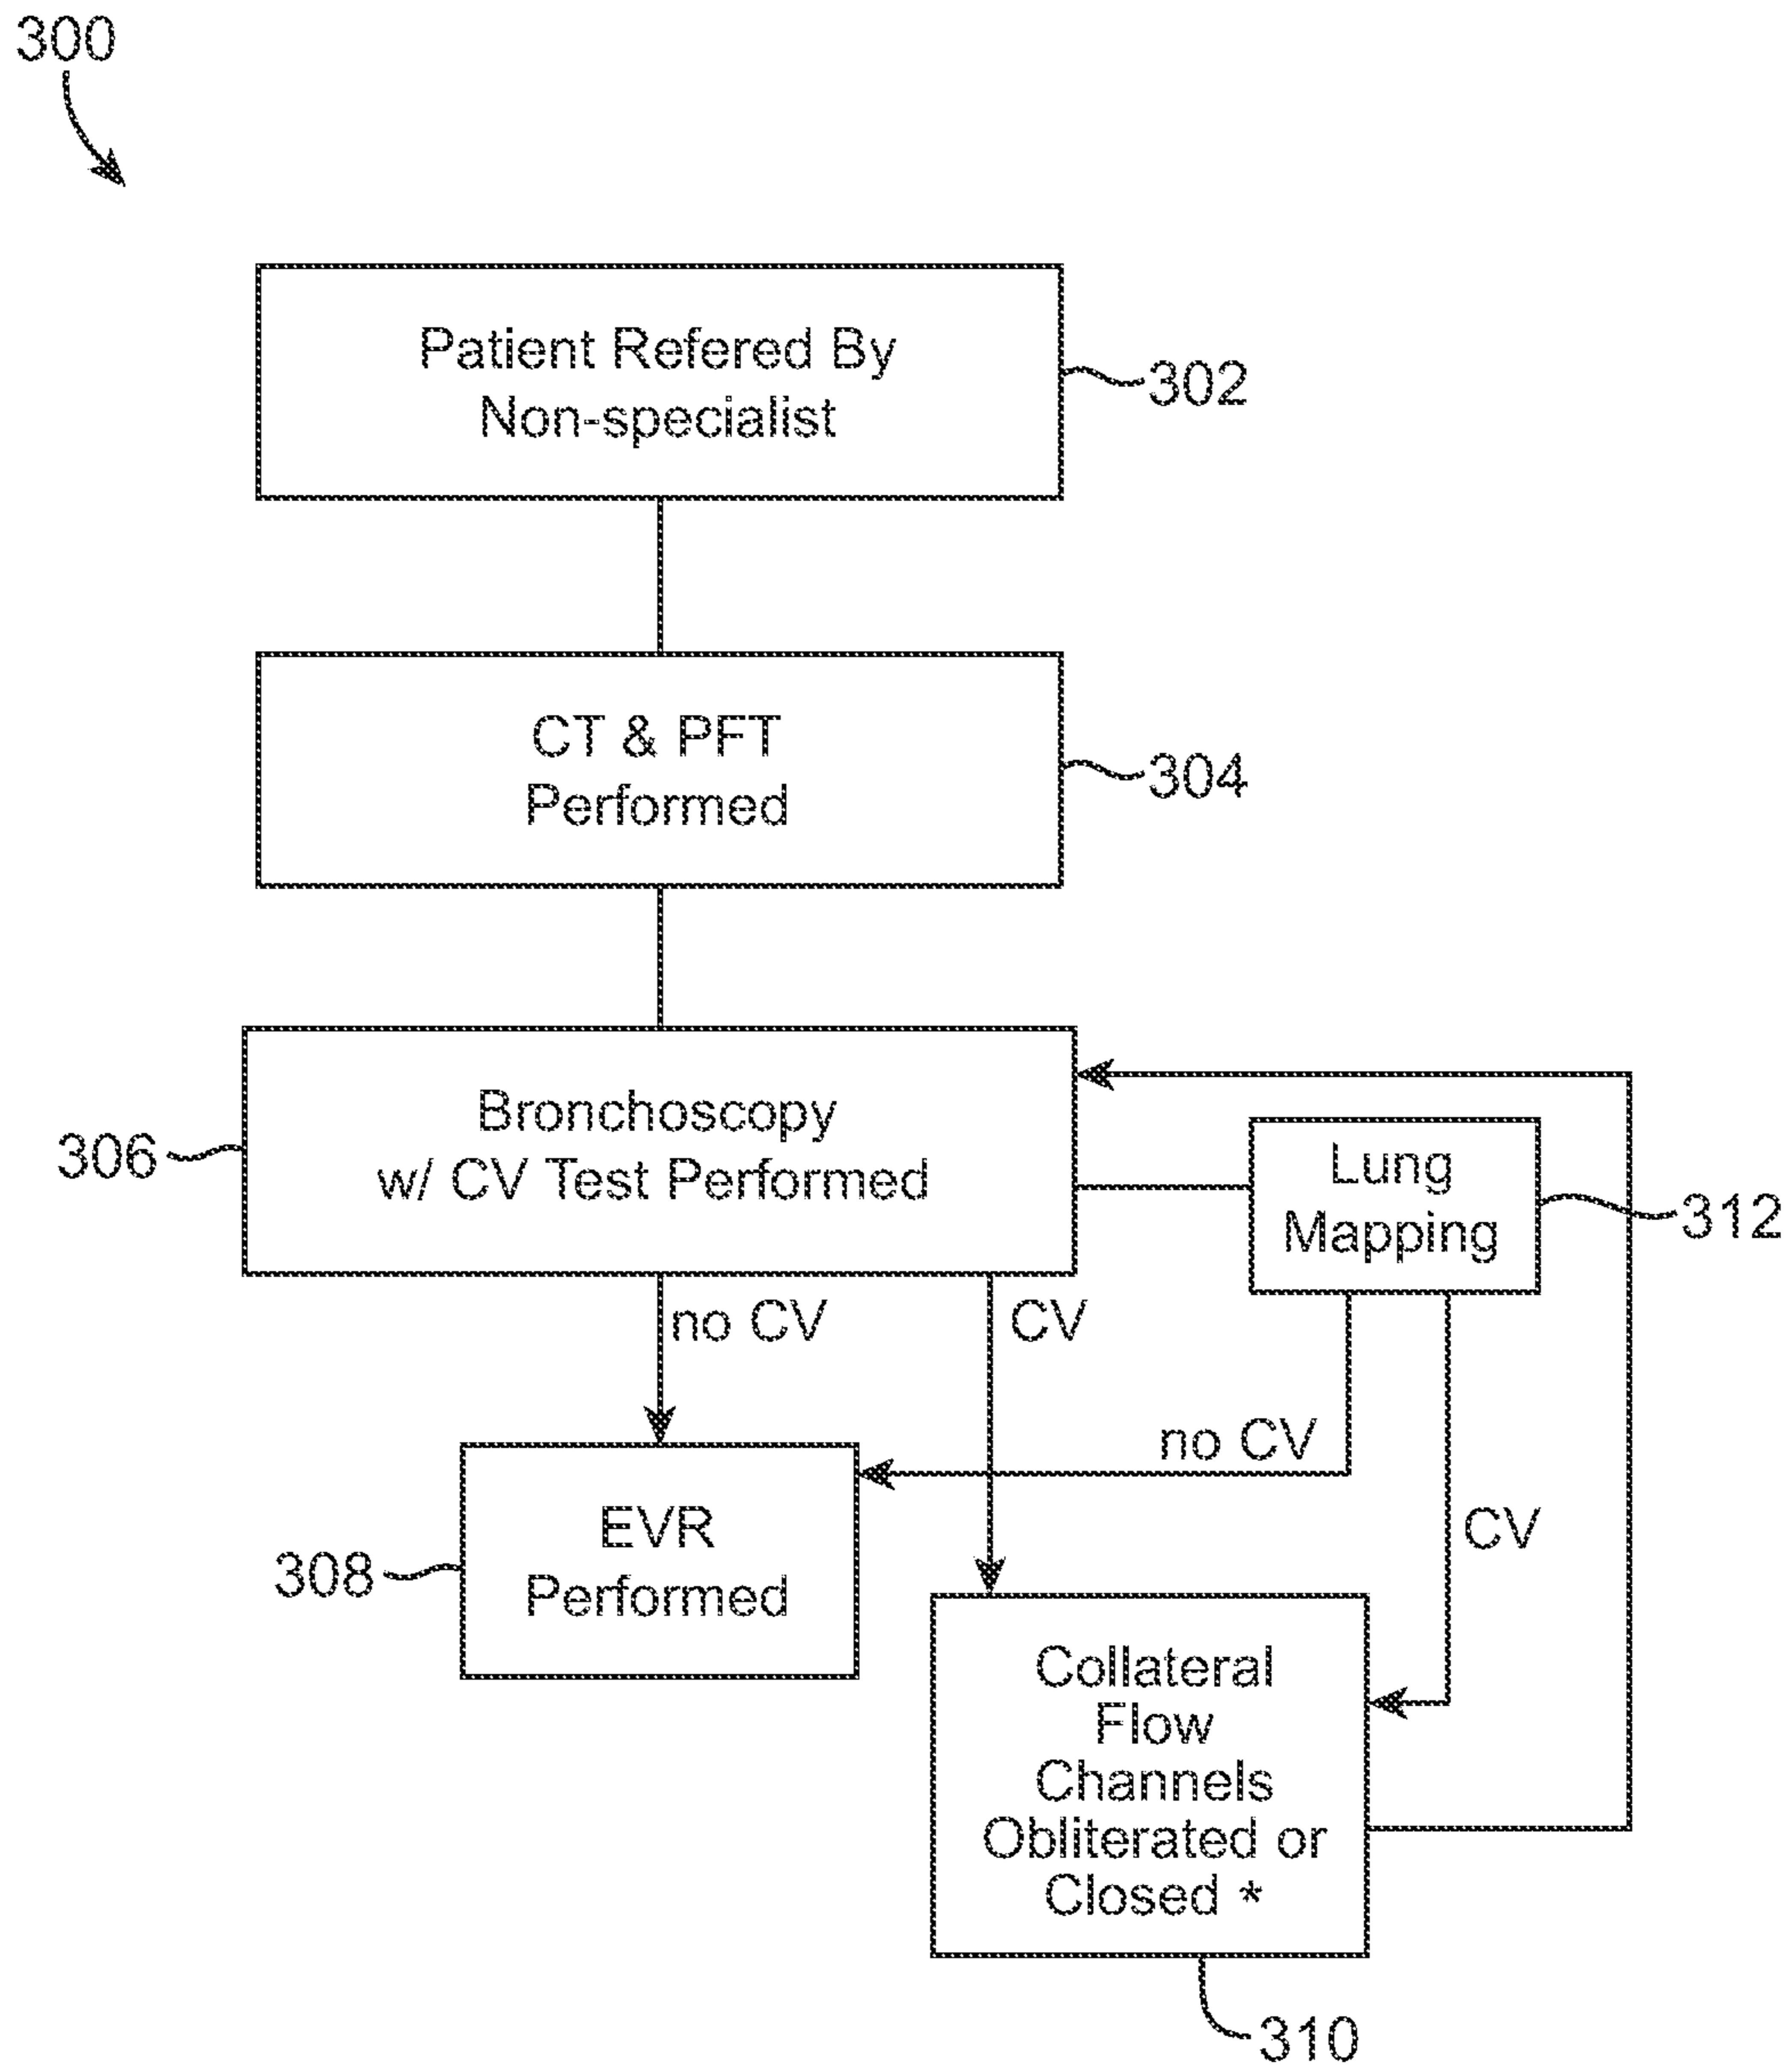 300
Patient Refered By
Non-specialist
302
CT & PFT
Performed
304
Bronchoscopy
w/ CV Test Performed
306
Lung
Mapping
312
no CV
CV
no CV
CV
EVR
Performed
308
Collateral
Flow
Channels
Obliterated or
Closed *
310